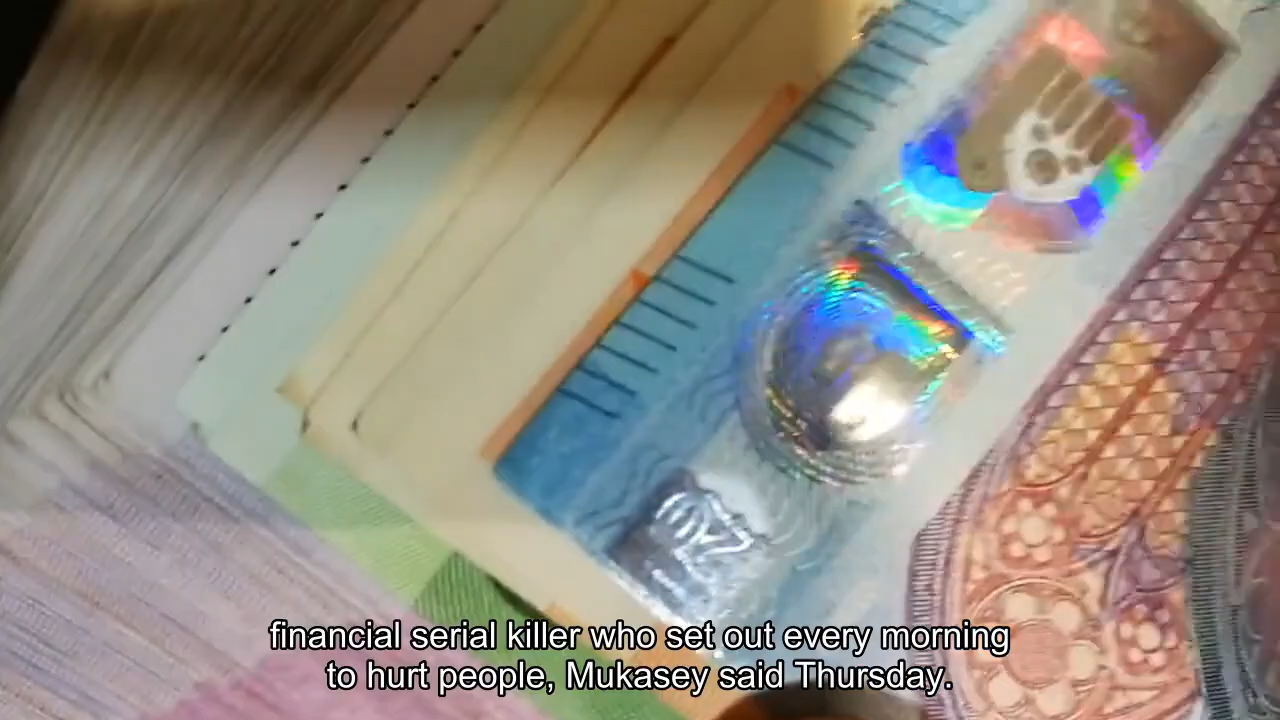 financial serial killer who set out every morning
to hurt people, Mukasey said Thursday.